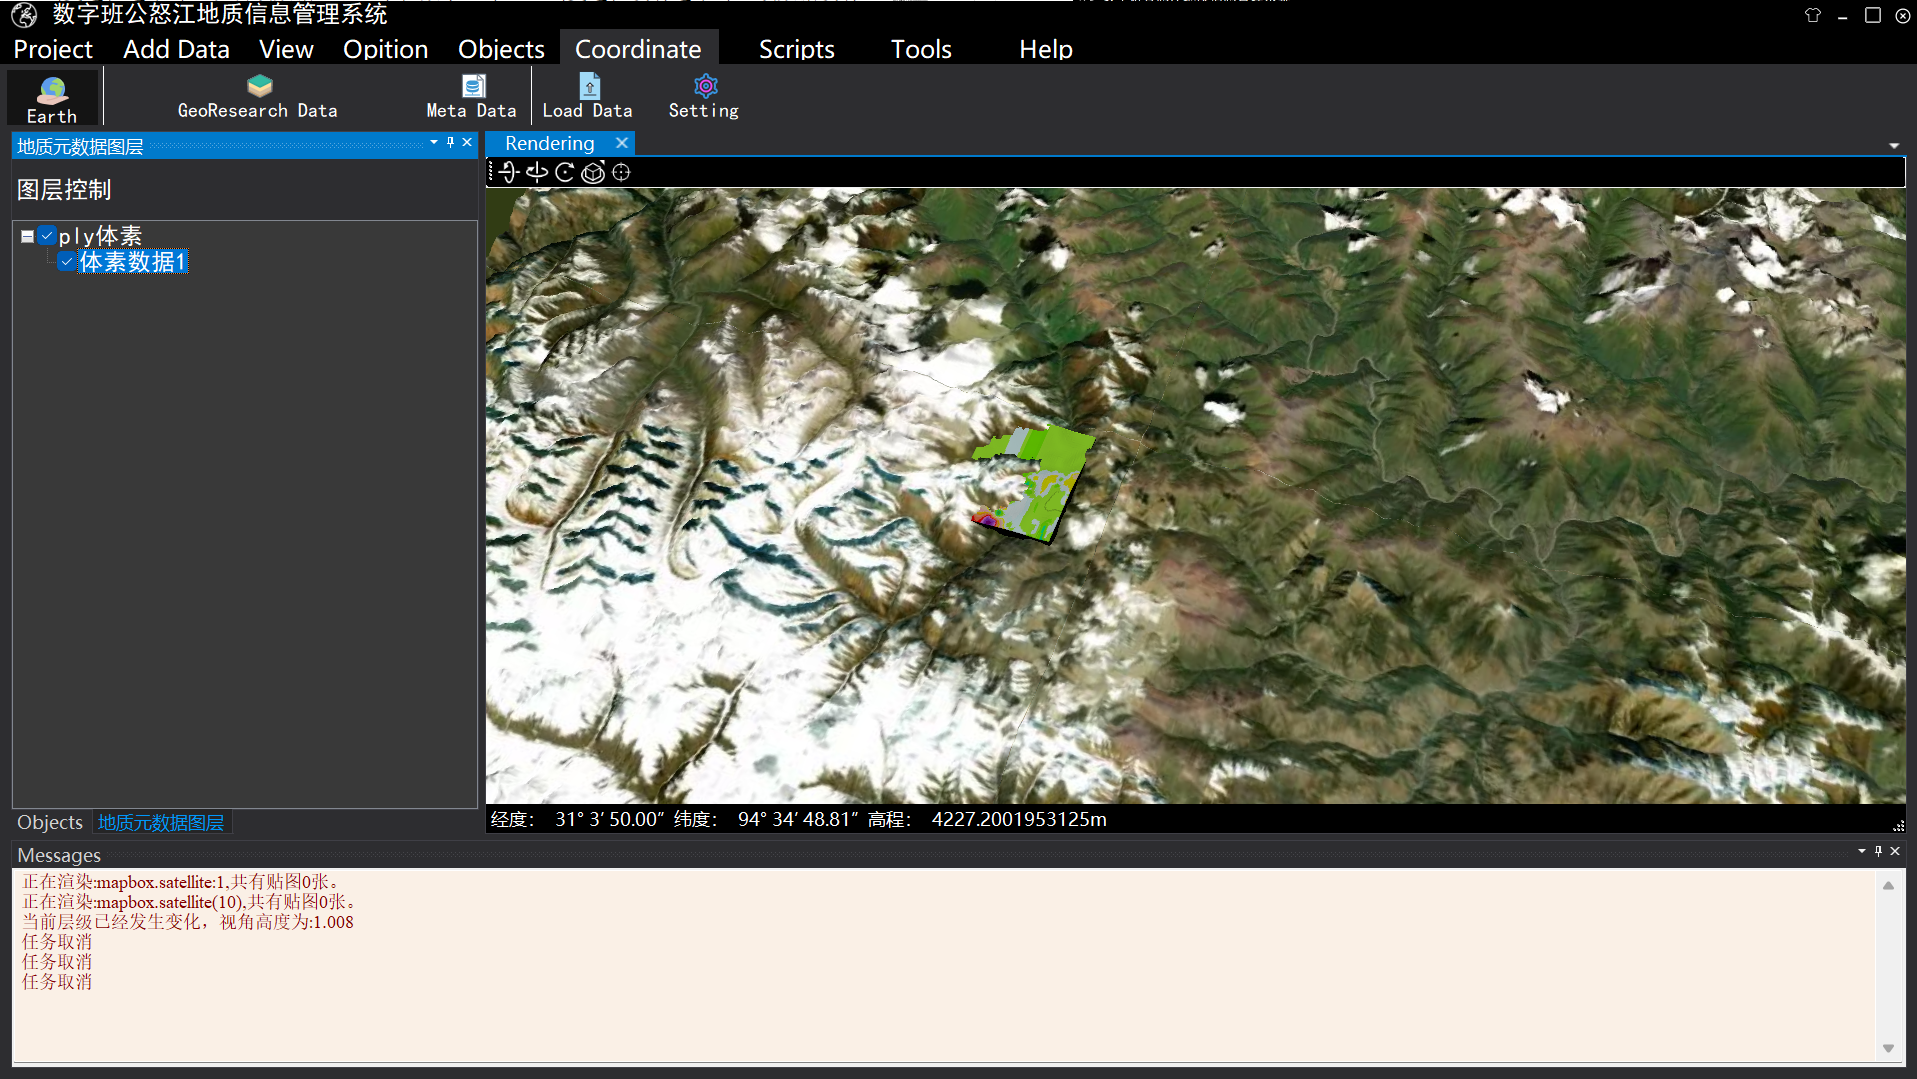 数字班公怒江地质信息管理系统
Project Add Data View Option Objects Coordinate Scripts Tools Help
Earth GeoResearch Data Meta Data Load Data Setting
地质元数据图层
Rendering
图层控制
ply体素
体素数据1
Objects 地质元数据图层
经度： 31° 3′ 50.00″ 纬度： 94° 34′ 48.81″ 高程： 4227.2001953125m
Messages
正在渲染:mapbox.satellite:1,共有贴图0张。
正在渲染:mapbox.satellite(10),共有贴图0张。
当前层级已经发生变化，视角高度为:1.008
任务取消
任务取消
任务取消